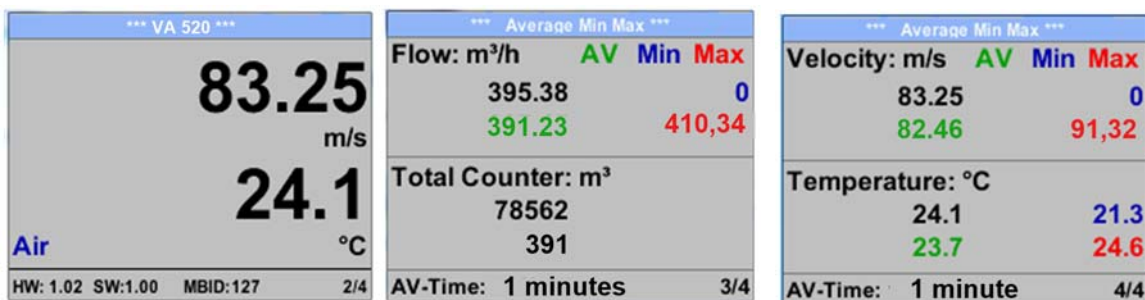 *** VA 520 ***
83.25
m/s
24.1
Air °C
HW: 1.02 SW:1.00 MBID:127 2/4
*** Average Min Max ***
Flow: m³/h AV Min Max
395.38 0
391.23 410,34
Total Counter: m³
78562
391
AV-Time: 1 minutes 3/4
*** Average Min Max ***
Velocity: m/s AV Min Max
83.25 0
82.46 91,32
Temperature: °C
24.1 21.3
23.7 24.6
AV-Time: 1 minute 4/4